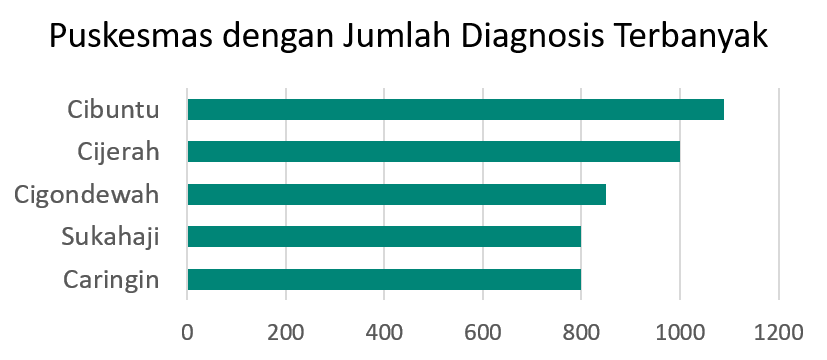 Puskesmas dengan Jumlah Diagnosis Terbanyak
Cibuntu
Cijerah
Cigondewah
Sukahaji
Caringin
0 200 400 600 800 1000 1200